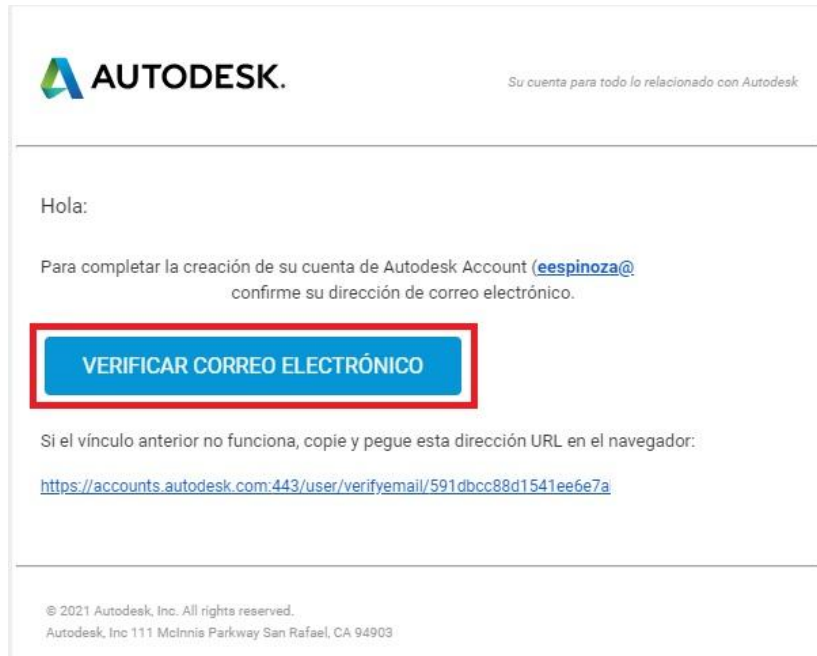 AUTODESK.
Su cuenta para todo lo relacionado con Autodesk
Hola:
Para completar la creación de su cuenta de Autodesk Account (eespinoza@
confirme su dirección de correo electrónico.
VERIFICAR CORREO ELECTRÓNICO
Si el vínculo anterior no funciona, copie y pegue esta dirección URL en el navegador:
https://accounts.autodesk.com:443/user/verifyemail/591dbcc88d1541ee6e7a
© 2021 Autodesk, Inc. All rights reserved.
Autodesk, Inc 111 McInnis Parkway San Rafael, CA 94903